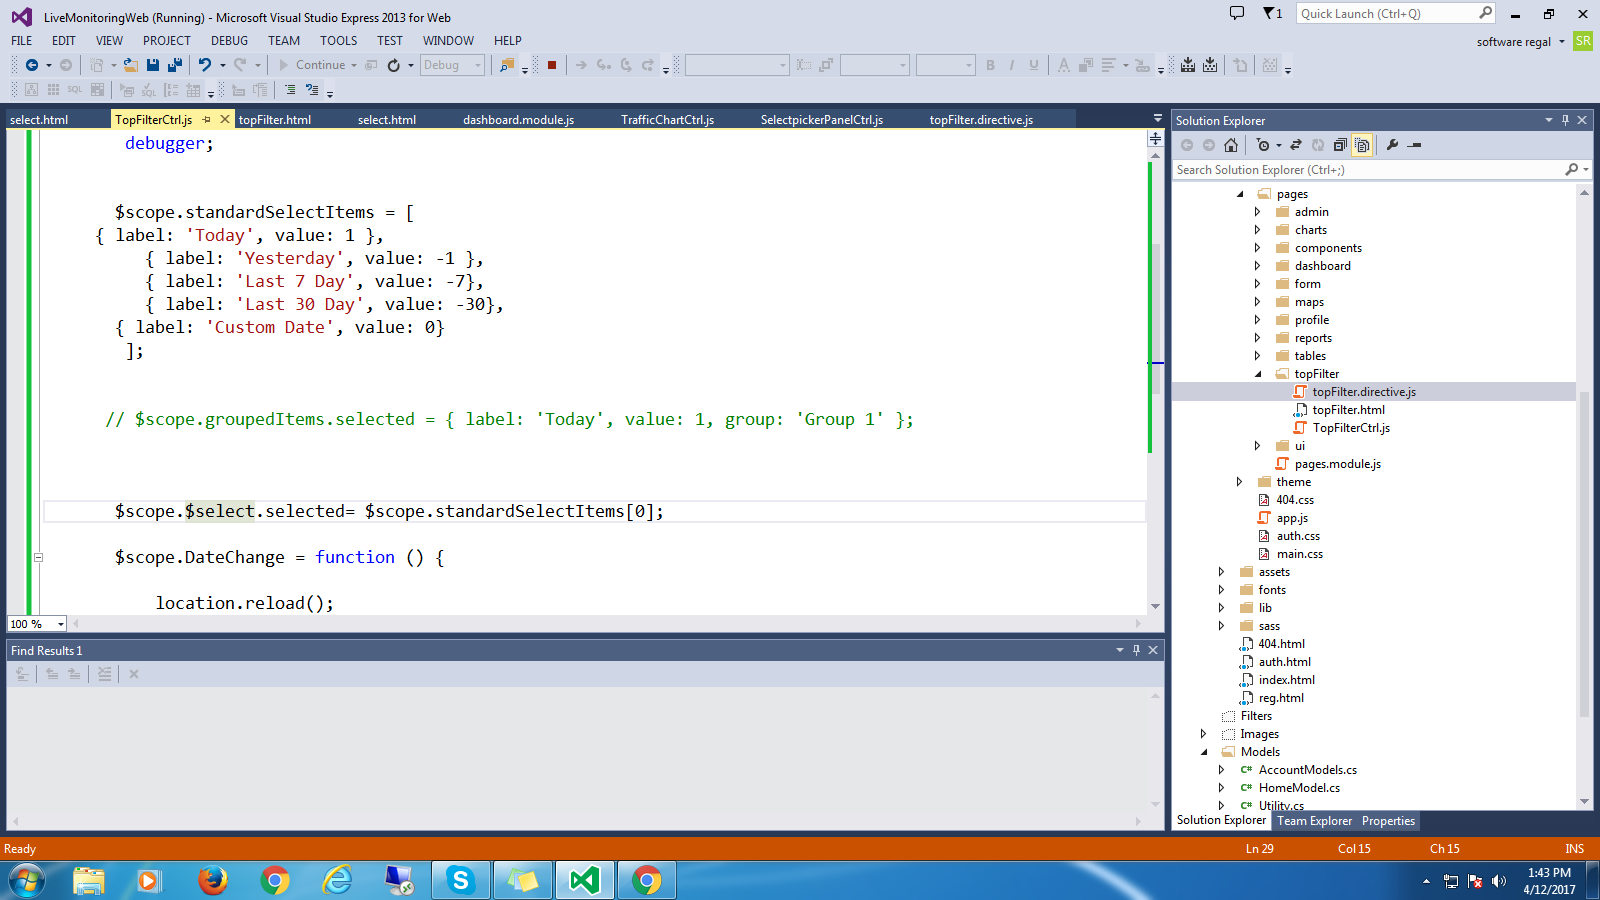 LiveMonitoringWeb (Running) - Microsoft Visual Studio Express 2013 for Web
1
Quick Launch (Ctrl+Q)
FILE EDIT VIEW PROJECT DEBUG TEAM TOOLS TEST WINDOW HELP
software regal SR
Continue Debug
B I U A
SQL SQL
select.html TopFilterCtrl.js topFilter.html select.html dashboard.module.js TrafficChartCtrl.js SelectpickerPanelCtrl.js topFilter.directive.js
debugger;
$scope.standardSelectItems = [
{ label: 'Today', value: 1 },
{ label: 'Yesterday', value: -1 },
{ label: 'Last 7 Day', value: -7},
{ label: 'Last 30 Day', value: -30},
{ label: 'Custom Date', value: 0}
];
// $scope.groupedItems.selected = { label: 'Today', value: 1, group: 'Group 1' };
$scope.$select.selected= $scope.standardSelectItems[0];
$scope.DateChange = function () {
location.reload();
100 %
Find Results 1
Solution Explorer
Search Solution Explorer (Ctrl+;)
pages
admin
charts
components
dashboard
form
maps
profile
reports
tables
topFilter
topFilter.directive.js
topFilter.html
TopFilterCtrl.js
ui
pages.module.js
theme
404.css
app.js
auth.css
main.css
assets
fonts
lib
sass
404.html
auth.html
index.html
reg.html
Filters
Images
Models
C# AccountModels.cs
C# HomeModel.cs
C# Utility.cs
Solution Explorer Team Explorer Properties
Ready Ln 29 Col 15 Ch 15 INS
S
1:43 PM
4/12/2017